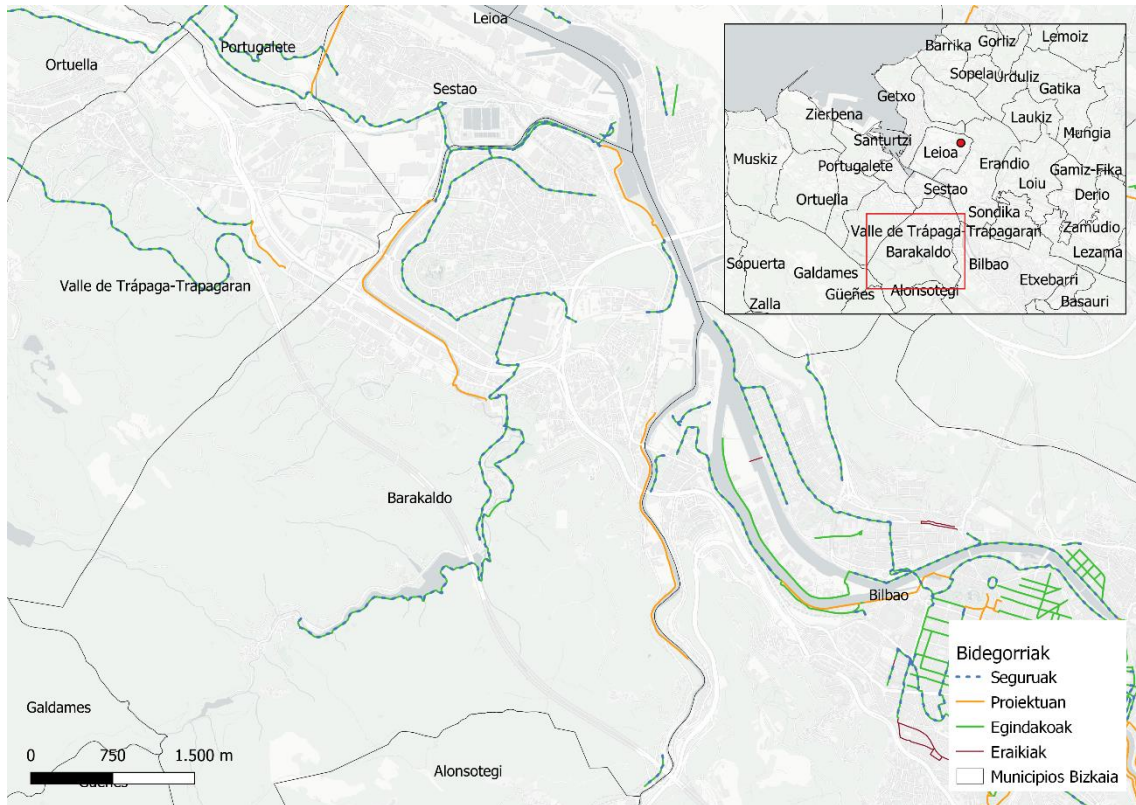 Leioa
Portugalete
Ortuella
Sestao
Valle de Trápaga-Trapagaran
Barakaldo
Bilbao
Galdames
Güeñes
Alonsotegi
0 750 1.500 m
Barrika
Gorliz
Lemoiz
Sopela
Urduliz
Getxo
Gatika
Zierbena
Laukiz
Santurtzi
Mungia
Muskiz
Portugalete
Leioa
Erandio
Gamiz-Fika
Ortuella
Sestao
Loiu
Derio
Sondika
Zamudio
Valle de Trápaga-Trapagaran
Barakaldo
Lezama
Sopuerta
Galdames
Bilbao
Etxebarri
Güeñes
Alonsotegi
Zalla
Basauri
Bidegorriak
Seguruak
Proiektuan
Egindakoak
Eraikiak
Municipios Bizkaia